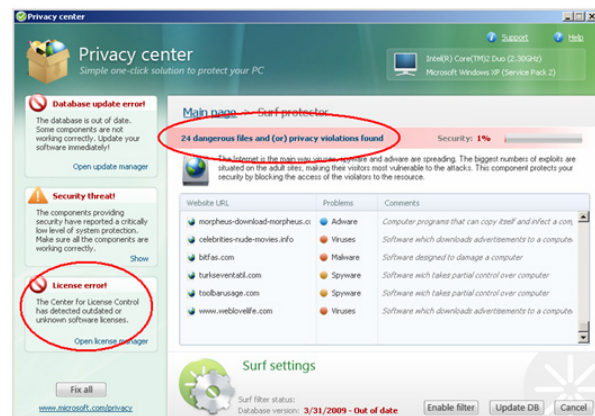 Privacy center
Support
Help
Privacy center
Simple one-click solution to protect your PC
Intel(R) Core(TM)2 Duo (2.30GHz)
Microsoft Windows XP (Service Pack 2)
Database update error!
The database is out of date.
Some components are not
working correctly. Update your
software immediately!
Open update manager
Security threat!
The components providing
security have reported a critically
low level of system protection.
Make sure all the components are
working correctly.
Show
License error!
The Center for License Control
has detected outdated or
unknown software licenses.
Open license manager
Fix all
www.microsoft.com/privacy
Main page > Surf protector
24 dangerous files and (or) privacy violations found
Security: 1%
The Internet is the main way viruses, spyware and adware are spreading. The biggest numbers of exploits are
situated on the adult sites, making their visitors most vulnerable to the attacks. This component protects your
security by blocking the access of the violators to the resource.
Website URL Problems Comments
morpheus-download-morpheus.cc Adware Computer programs that can copy itself and infect a com,
celebrities-nude-movies.info Viruses Software which downloads advertisements to a compute
bitfas.com Malware Software designed to damage a computer
turkseventatil.com Spyware Software wich takes partial control over computer
toolbarusage.com Spyware Software wich takes partial control over computer
www.weblovelife.com Viruses Software which downloads advertisements to a compute
Surf settings
Surf filter status:
Database version: 3/31/2009 - Out of date
Enable filter
Update DB
Cancel